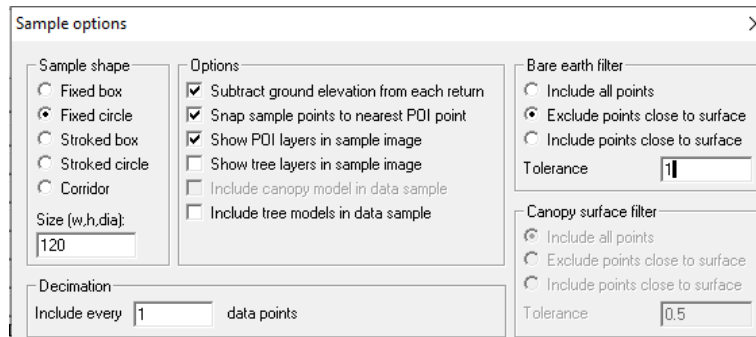 Sample options
Sample shape
Fixed box
Fixed circle
Stroked box
Stroked circle
Corridor
Size (w,h,dia):
120
Options
Subtract ground elevation from each return
Snap sample points to nearest POI point
Show POI layers in sample image
Show tree layers in sample image
Include canopy model in data sample
Include tree models in data sample
Bare earth filter
Include all points
Exclude points close to surface
Include points close to surface
Tolerance 1
Canopy surface filter
Include all points
Exclude points close to surface
Include points close to surface
Tolerance 0.5
Decimation
Include every 1 data points